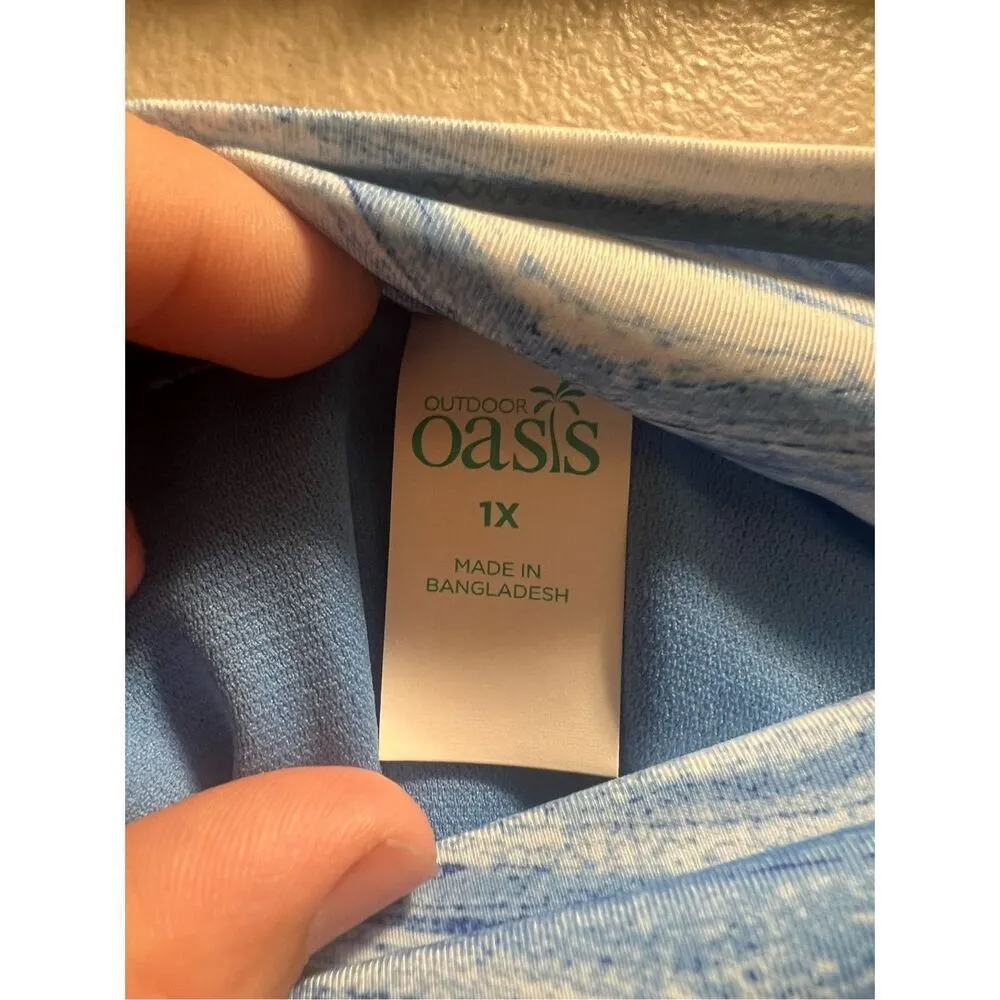 OUTDOOR
oasis
1X
MADE IN
BANGLADESH